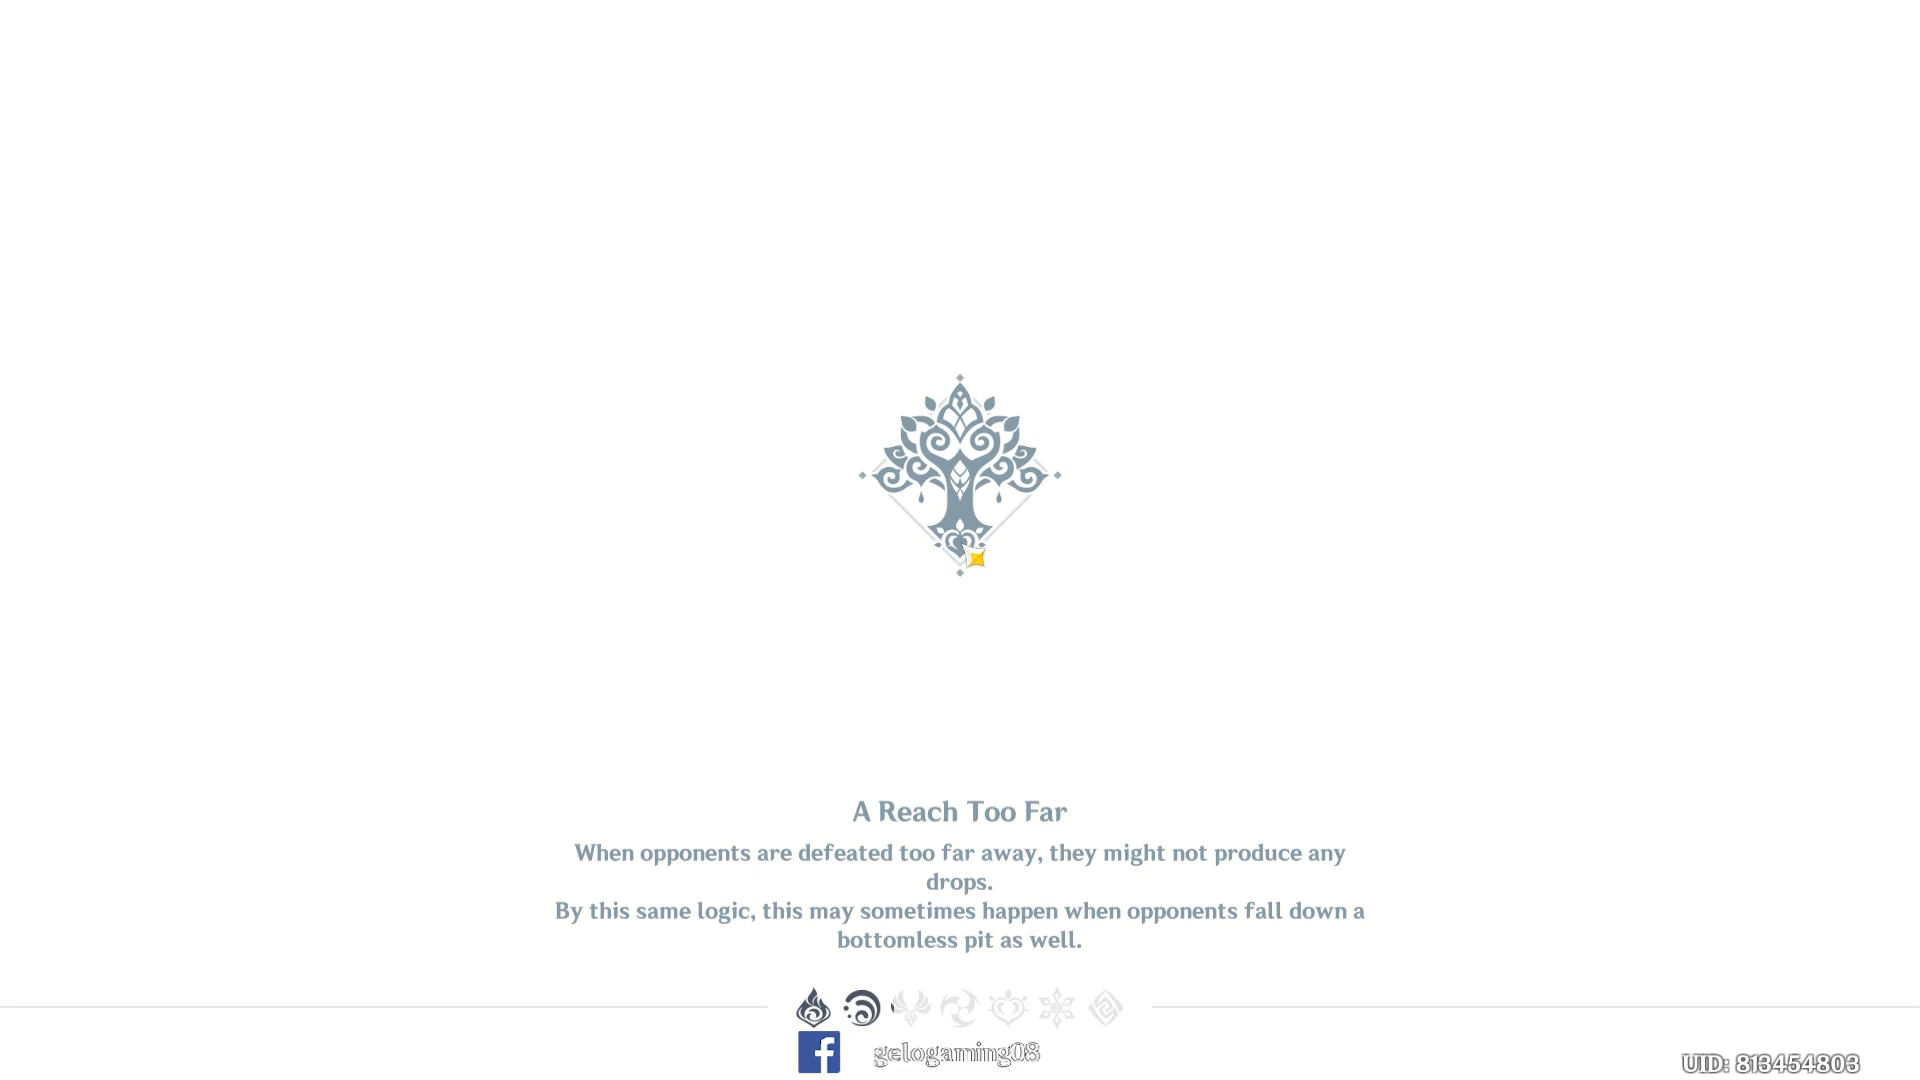 A Reach Too Far
When opponents are defeated too far away, they might not produce any
drops.
By this same logic, this may sometimes happen when opponents fall down a
bottomless pit as well.
gelogaming08
UID: 813454803